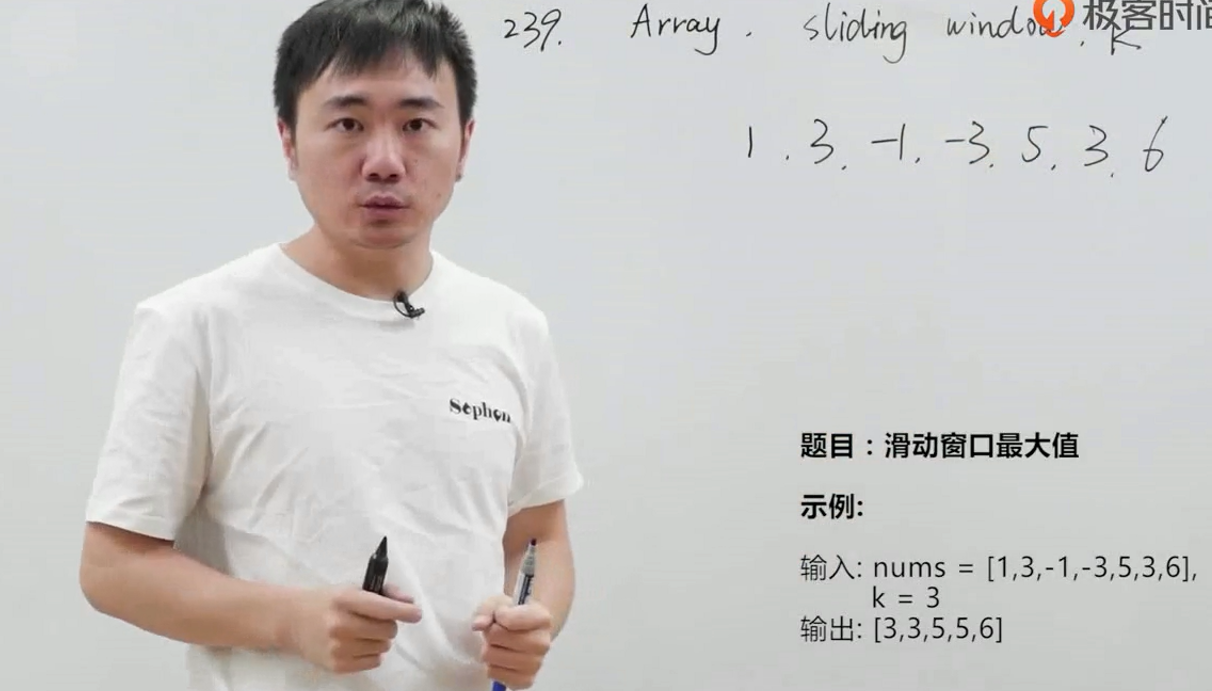 239. Array. sliding window. K
极客时间
1. 3. -1. -3. 5. 3. 6
Sephon
题目：滑动窗口最大值
示例:
输入: nums = [1,3,-1,-3,5,3,6],
k = 3
输出: [3,3,5,5,6]